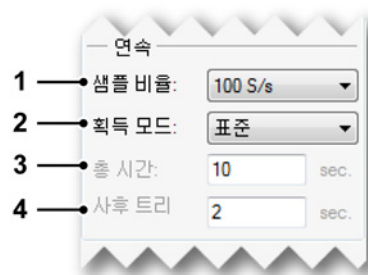 연속
1 샘플 비율: 100 S/s
2 획득 모드: 표준
3 총 시간: 10 sec.
4 사후 트리 2 sec.